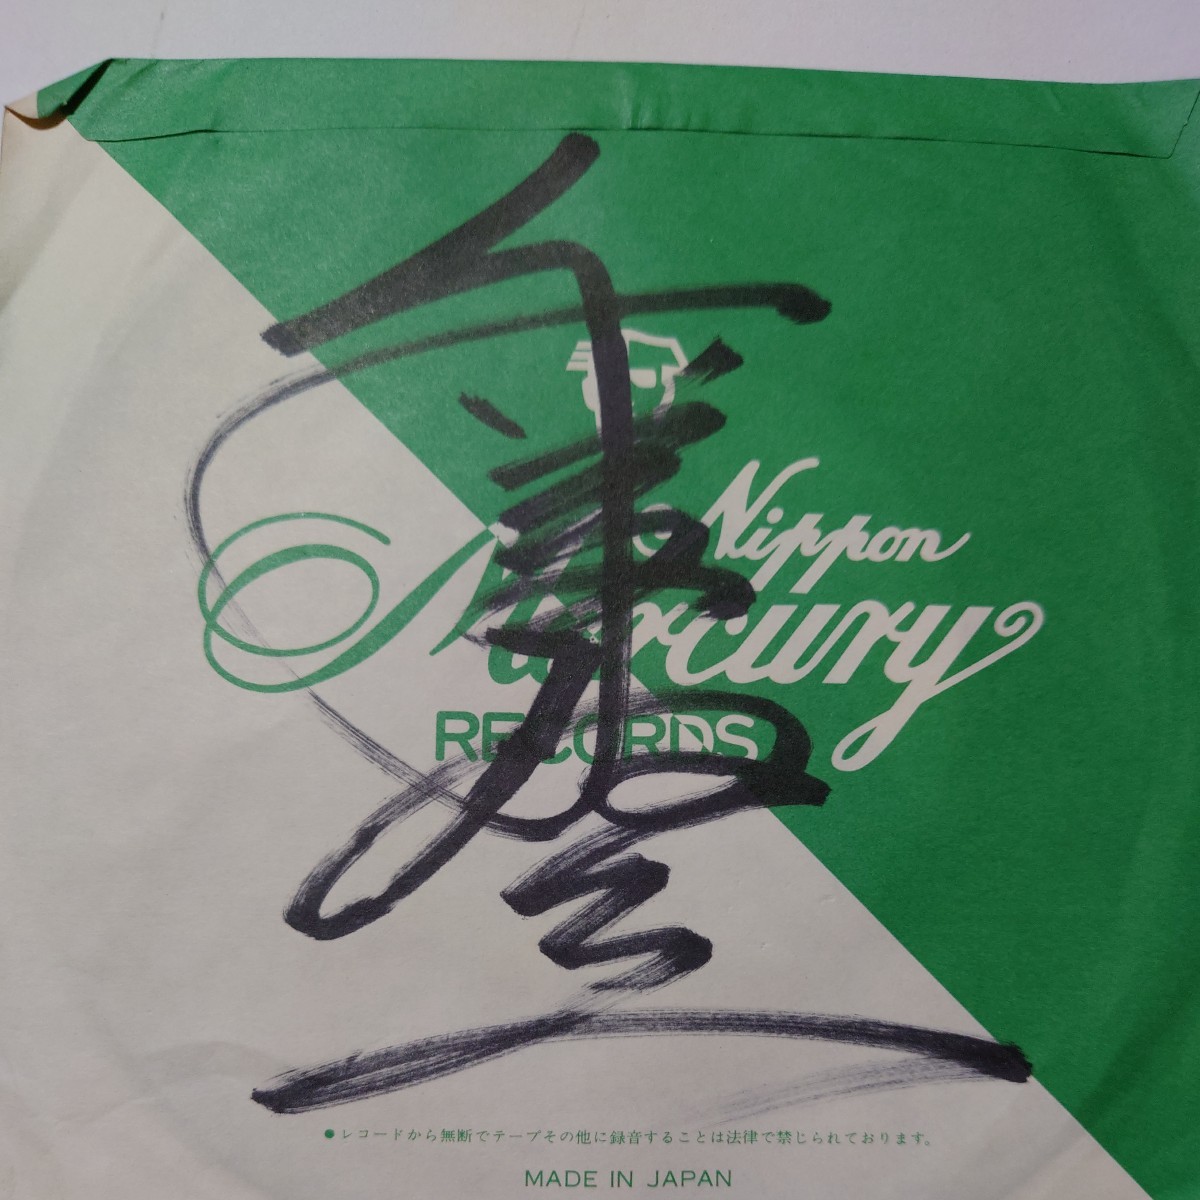 Nippon
Mercury
RECORDS
●レコードから無断でテープその他に録音することは法律で禁じられております。
MADE IN JAPAN